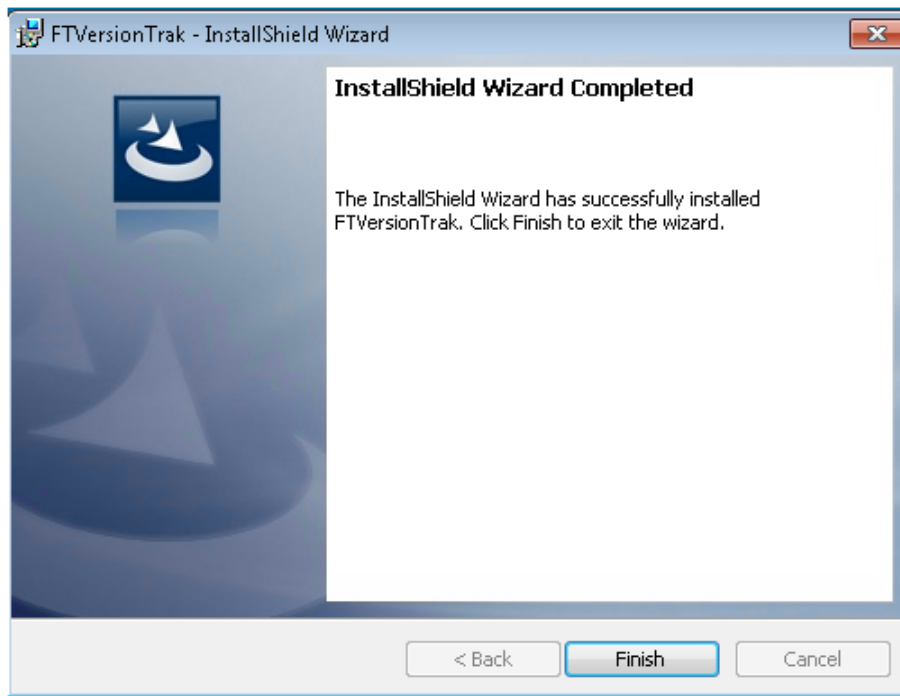 FTVersionTrak - InstallShield Wizard
InstallShield Wizard Completed
The InstallShield Wizard has successfully installed
FTVersionTrak. Click Finish to exit the wizard.
< Back
Finish
Cancel